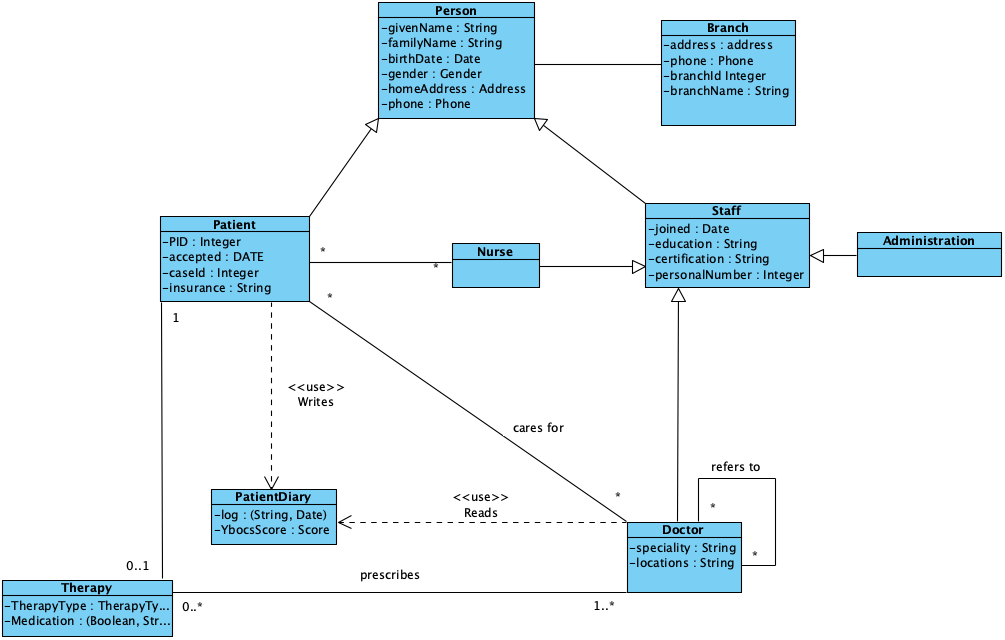 Person
-givenName : String
-familyName : String
-birthDate : Date
-gender : Gender
-homeAddress : Address
-phone : Phone
Branch
-address : address
-phone : Phone
-branchId Integer
-branchName : String
Patient
-PID : Integer
-accepted : DATE
-caseId : Integer
-insurance : String
*
*
Nurse
Staff
-joined : Date
-education : String
-certification : String
-personalNumber : Integer
Administration
*
1
<<use>>
Writes
cares for
*
refers to
*
*
PatientDiary
-log : (String, Date)
-YbocsScore : Score
<<use>>
Reads
Doctor
-speciality : String
-locations : String
0..1
prescribes
Therapy
-TherapyType : TherapyTy...
-Medication : (Boolean, Str...
0..*
1..*